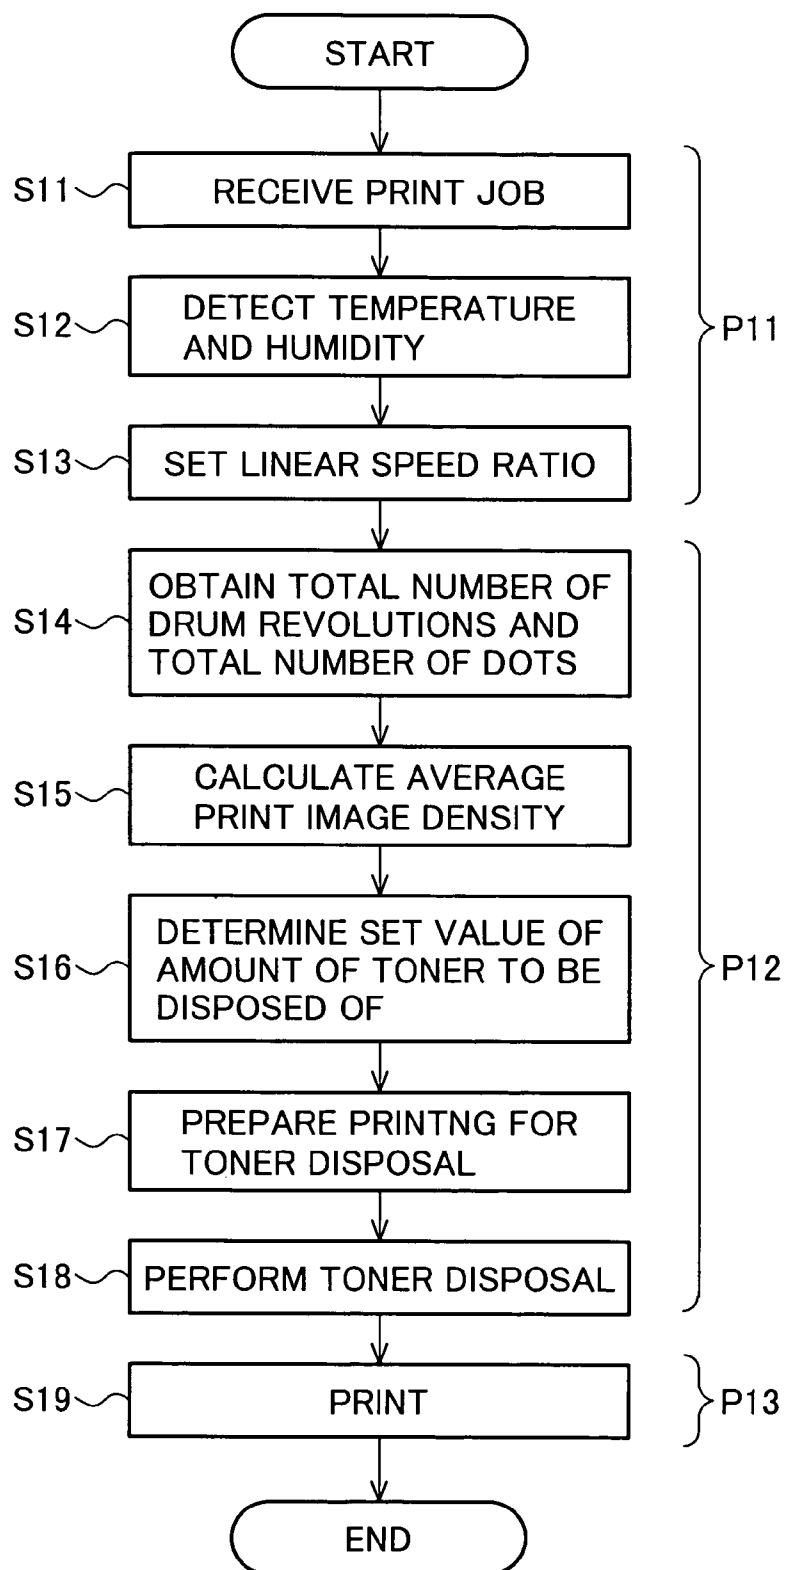 START
S11 RECEIVE PRINT JOB
S12 DETECT TEMPERATURE
AND HUMIDITY
P11
S13 SET LINEAR SPEED RATIO
S14 OBTAIN TOTAL NUMBER OF
DRUM REVOLUTIONS AND
TOTAL NUMBER OF DOTS
S15 CALCULATE AVERAGE
PRINT IMAGE DENSITY
S16 DETERMINE SET VALUE OF
AMOUNT OF TONER TO BE
DISPOSED OF
P12
S17 PREPARE PRINTNG FOR
TONER DISPOSAL
S18 PERFORM TONER DISPOSAL
S19 PRINT
P13
END